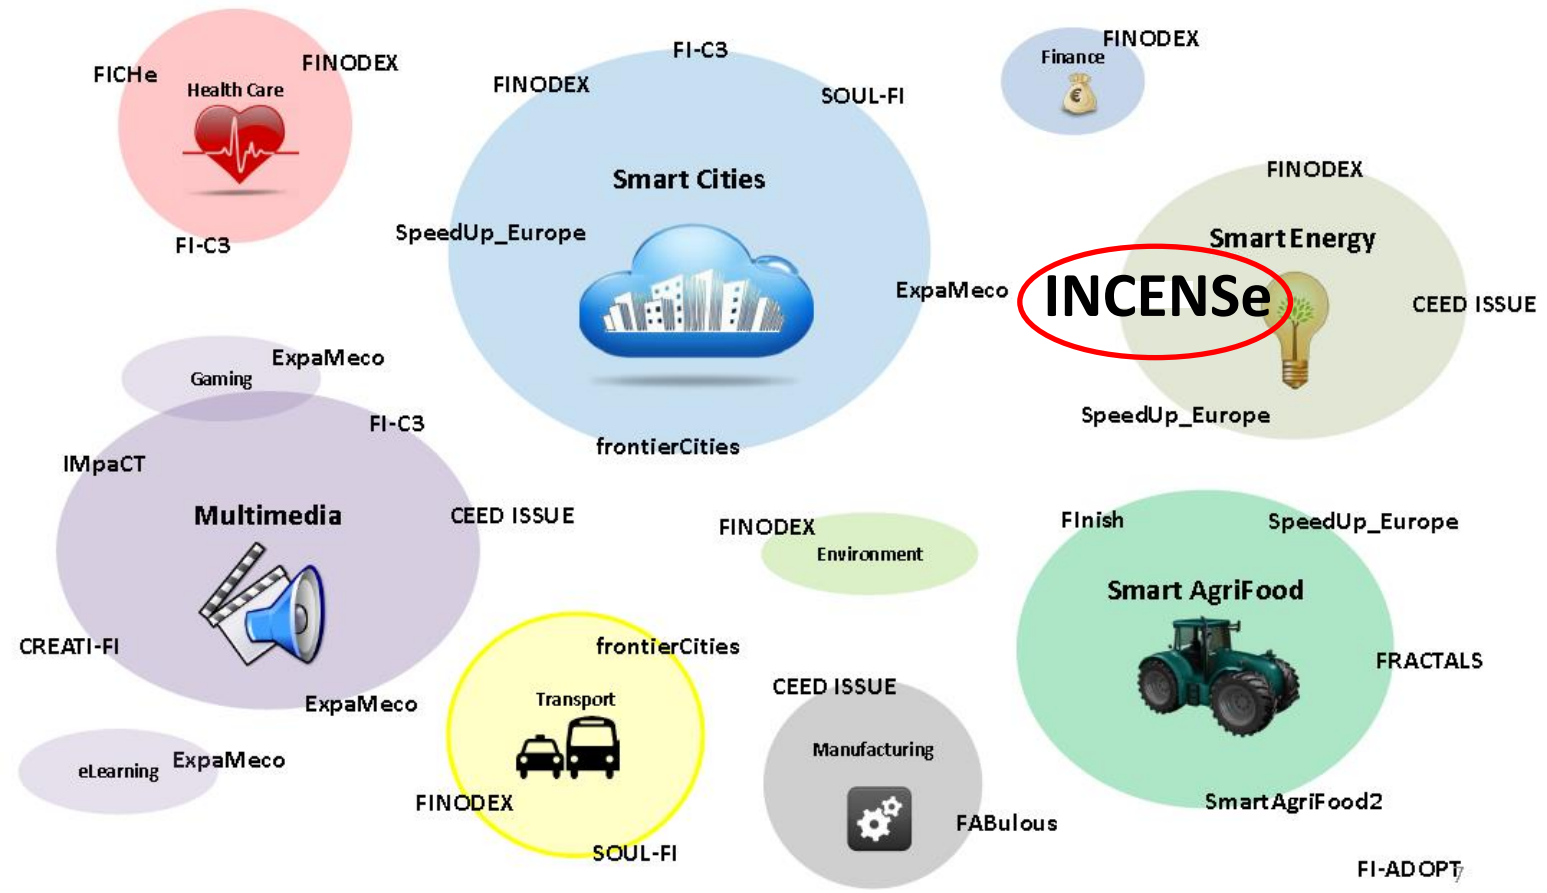 FICHe
FINODEX
Health Care
FI-C3
FI-C3
FINODEX
SOUL-FI
Smart Cities
SpeedUp_Europe
ExpaMeco
frontierCities
FINODEX
Finance
€
FINODEX
Smart Energy
INCENSe
CEED ISSUE
SpeedUp_Europe
ExpaMeco
Gaming
FI-C3
IMpaCT
Multimedia
CEED ISSUE
CREATI-FI
ExpaMeco
eLearning
ExpaMeco
FINODEX
Environment
frontierCities
Transport
FINODEX
SOUL-FI
CEED ISSUE
Manufacturing
FABulous
FInish
SpeedUp_Europe
Smart AgriFood
FRACTALS
SmartAgriFood2
FI-ADOPT
7